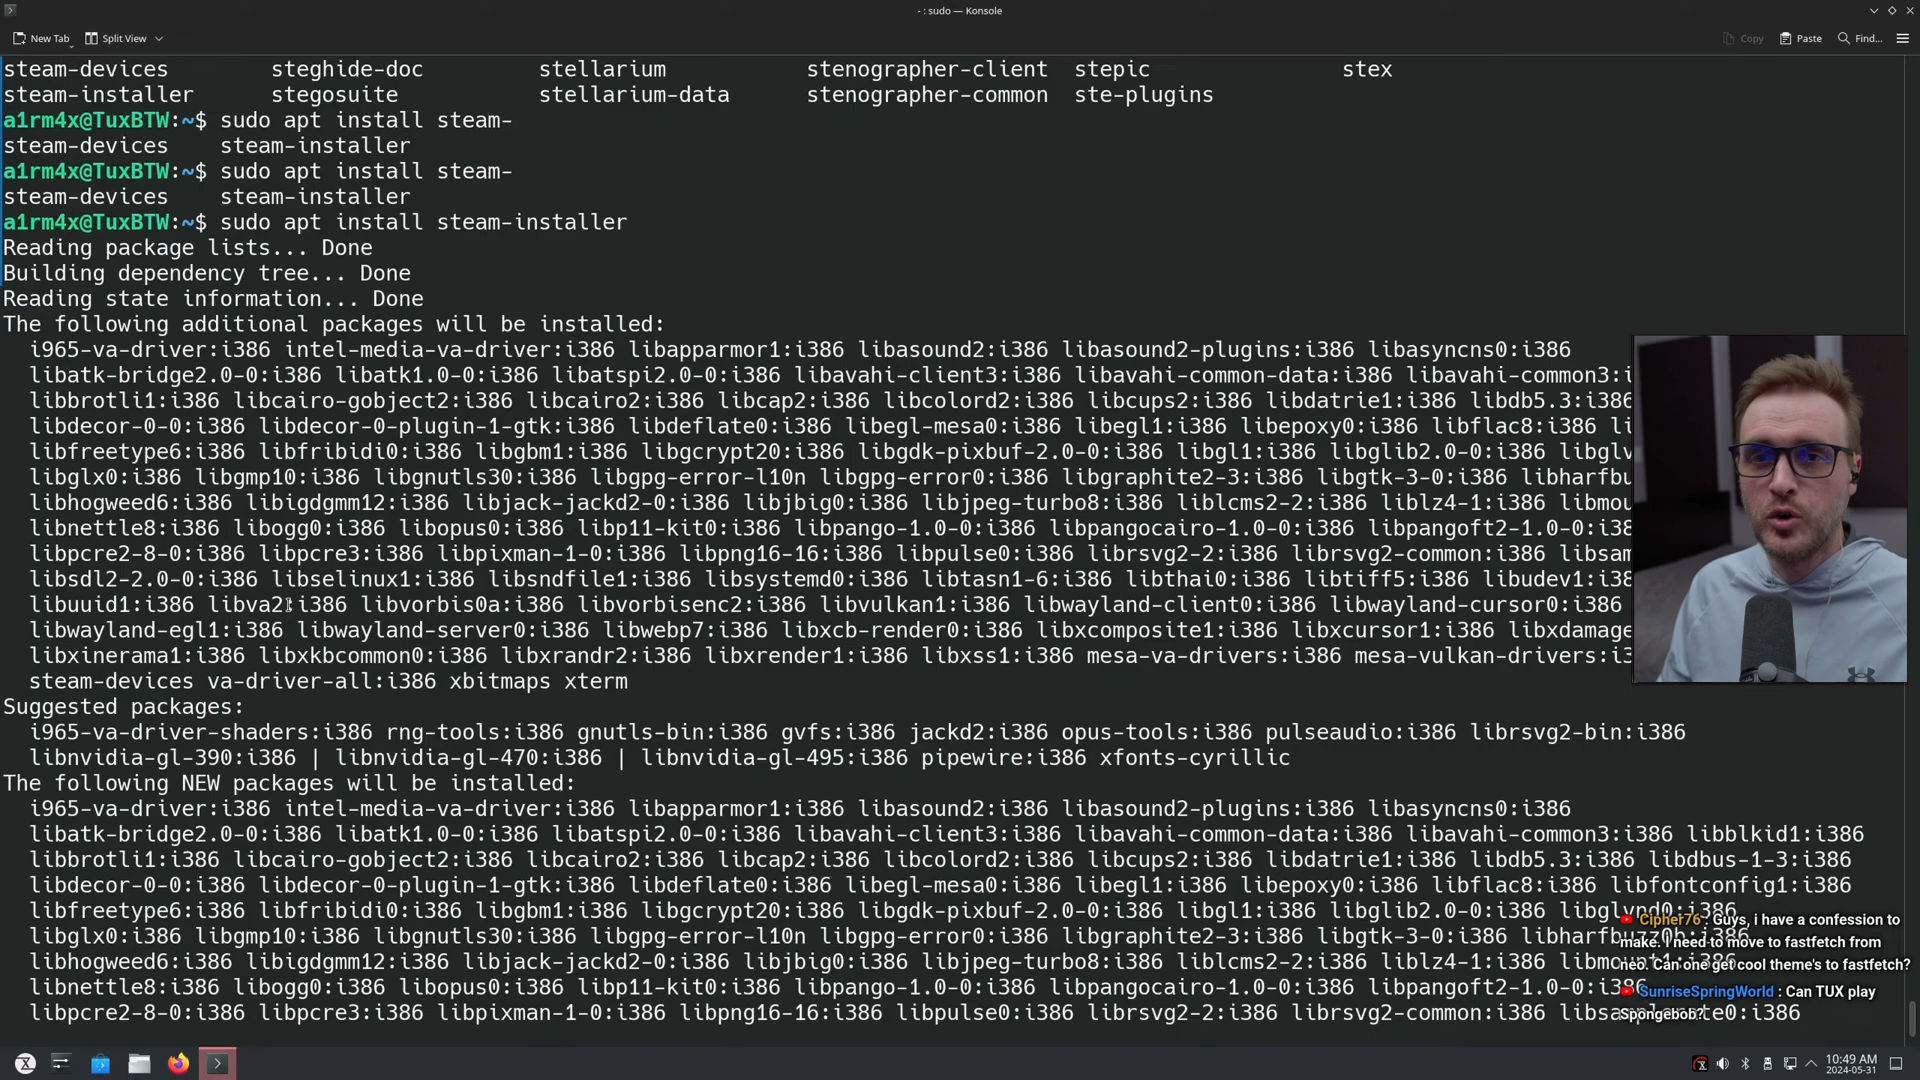 - : sudo — Konsole
New Tab
Split View
Copy
Paste
Find...
steam-devices steghide-doc stellarium stenographer-client stepic stex
steam-installer stegosuite stellarium-data stenographer-common ste-plugins
a1rm4x@TuxBTW:~$ sudo apt install steam-
steam-devices steam-installer
a1rm4x@TuxBTW:~$ sudo apt install steam-
steam-devices steam-installer
a1rm4x@TuxBTW:~$ sudo apt install steam-installer
Reading package lists... Done
Building dependency tree... Done
Reading state information... Done
The following additional packages will be installed:
i965-va-driver:i386 intel-media-va-driver:i386 libapparmor1:i386 libasound2:i386 libasound2-plugins:i386 libasyncns0:i386
libatk-bridge2.0-0:i386 libatk1.0-0:i386 libatspi2.0-0:i386 libavahi-client3:i386 libavahi-common-data:i386 libavahi-common3:i
libbrotli1:i386 libcairo-gobject2:i386 libcairo2:i386 libcap2:i386 libcolord2:i386 libcups2:i386 libdatrie1:i386 libdb5.3:i386
libdecor-0-0:i386 libdecor-0-plugin-1-gtk:i386 libdeflate0:i386 libegl-mesa0:i386 libegl1:i386 libepoxy0:i386 libflac8:i386 li
libfreetype6:i386 libfribidi0:i386 libgbm1:i386 libgcrypt20:i386 libgdk-pixbuf-2.0-0:i386 libgl1:i386 libglib2.0-0:i386 libglv
libglx0:i386 libgmp10:i386 libgnutls30:i386 libgpg-error-l10n libgpg-error0:i386 libgraphite2-3:i386 libgtk-3-0:i386 libharfbu
libhogweed6:i386 libigdgmm12:i386 libjack-jackd2-0:i386 libjbig0:i386 libjpeg-turbo8:i386 liblcms2-2:i386 liblz4-1:i386 libmou
libnettle8:i386 libogg0:i386 libopus0:i386 libp11-kit0:i386 libpango-1.0-0:i386 libpangocairo-1.0-0:i386 libpangoft2-1.0-0:i386
libpcre2-8-0:i386 libpcre3:i386 libpixman-1-0:i386 libpng16-16:i386 libpulse0:i386 librsvg2-2:i386 librsvg2-common:i386 libsam
libsdl2-2.0-0:i386 libselinux1:i386 libsndfile1:i386 libsystemd0:i386 libtasn1-6:i386 libthai0:i386 libtiff5:i386 libudev1:i386
libuuid1:i386 libva2:i386 libvorbis0a:i386 libvorbisenc2:i386 libvulkan1:i386 libwayland-client0:i386 libwayland-cursor0:i386
libwayland-egl1:i386 libwayland-server0:i386 libwebp7:i386 libxcb-render0:i386 libxcomposite1:i386 libxcursor1:i386 libxdamage
libxinerama1:i386 libxkbcommon0:i386 libxrandr2:i386 libxrender1:i386 libxss1:i386 mesa-va-drivers:i386 mesa-vulkan-drivers:i3
steam-devices va-driver-all:i386 xbitmaps xterm
Suggested packages:
i965-va-driver-shaders:i386 rng-tools:i386 gnutls-bin:i386 gvfs:i386 jackd2:i386 opus-tools:i386 pulseaudio:i386 librsvg2-bin:i386
libnvidia-gl-390:i386 | libnvidia-gl-470:i386 | libnvidia-gl-495:i386 pipewire:i386 xfonts-cyrillic
The following NEW packages will be installed:
i965-va-driver:i386 intel-media-va-driver:i386 libapparmor1:i386 libasound2:i386 libasound2-plugins:i386 libasyncns0:i386
libatk-bridge2.0-0:i386 libatk1.0-0:i386 libatspi2.0-0:i386 libavahi-client3:i386 libavahi-common-data:i386 libavahi-common3:i386 libblkid1:i386
libbrotli1:i386 libcairo-gobject2:i386 libcairo2:i386 libcap2:i386 libcolord2:i386 libcups2:i386 libdatrie1:i386 libdb5.3:i386 libdbus-1-3:i386
libdecor-0-0:i386 libdecor-0-plugin-1-gtk:i386 libdeflate0:i386 libegl-mesa0:i386 libegl1:i386 libepoxy0:i386 libflac8:i386 libfontconfig1:i386
libfreetype6:i386 libfribidi0:i386 libgbm1:i386 libgcrypt20:i386 libgdk-pixbuf-2.0-0:i386 libgl1:i386 libglib2.0-0:i386 libglvnd0:i386
libglx0:i386 libgmp10:i386 libgnutls30:i386 libgpg-error-l10n libgpg-error0:i386 libgraphite2-3:i386 libgtk-3-0:i386
libhogweed6:i386 libigdgmm12:i386 libjack-jackd2-0:i386 libjbig0:i386 libjpeg-turbo8:i386 liblcms2-2:i386 liblz4-1:i386 libmount1:i386
libnettle8:i386 libogg0:i386 libopus0:i386 libp11-kit0:i386 libpango-1.0-0:i386 libpangocairo-1.0-0:i386 libpangoft2-1.0-0:i386
libpcre2-8-0:i386 libpcre3:i386 libpixman-1-0:i386 libpng16-16:i386 libpulse0:i386 librsvg2-2:i386 librsvg2-common:i386
Cipher76 : Guys, i have a confession to
make. I need to move to fastfetch from
neo. Can one get cool theme's to fastfetch?
SunriseSpringWorld : Can TUX play
Spongebob?
10:49 AM
2024-05-31